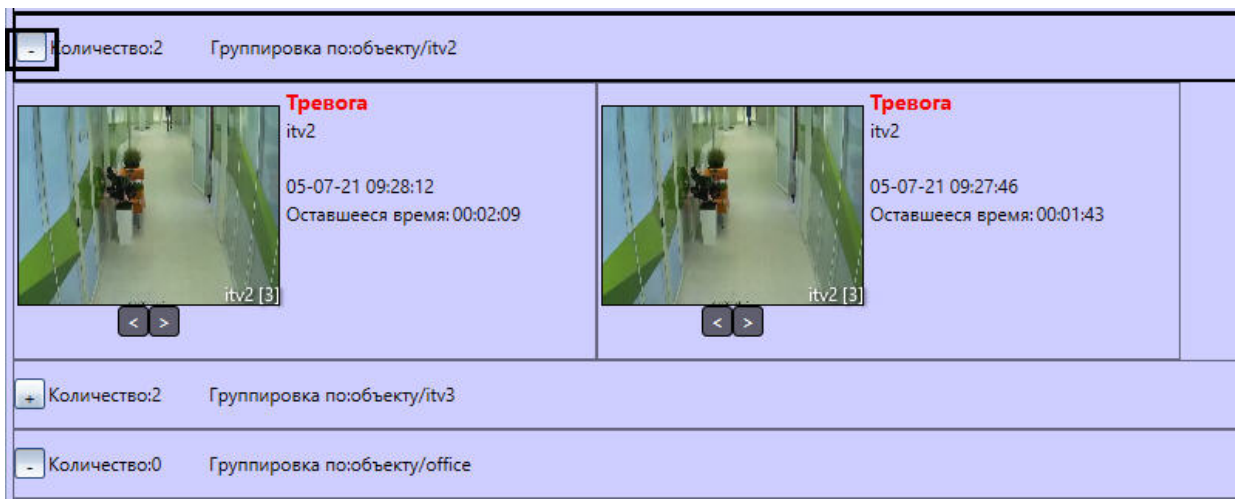 - Количество:2 Группировка по:объекту/itv2
Тревога
itv2
05-07-21 09:28:12
Оставшееся время: 00:02:09
itv2 [3]
< >
Тревога
itv2
05-07-21 09:27:46
Оставшееся время: 00:01:43
itv2 [3]
< >
+ Количество:2 Группировка по:объекту/itv3
- Количество:0 Группировка по:объекту/office